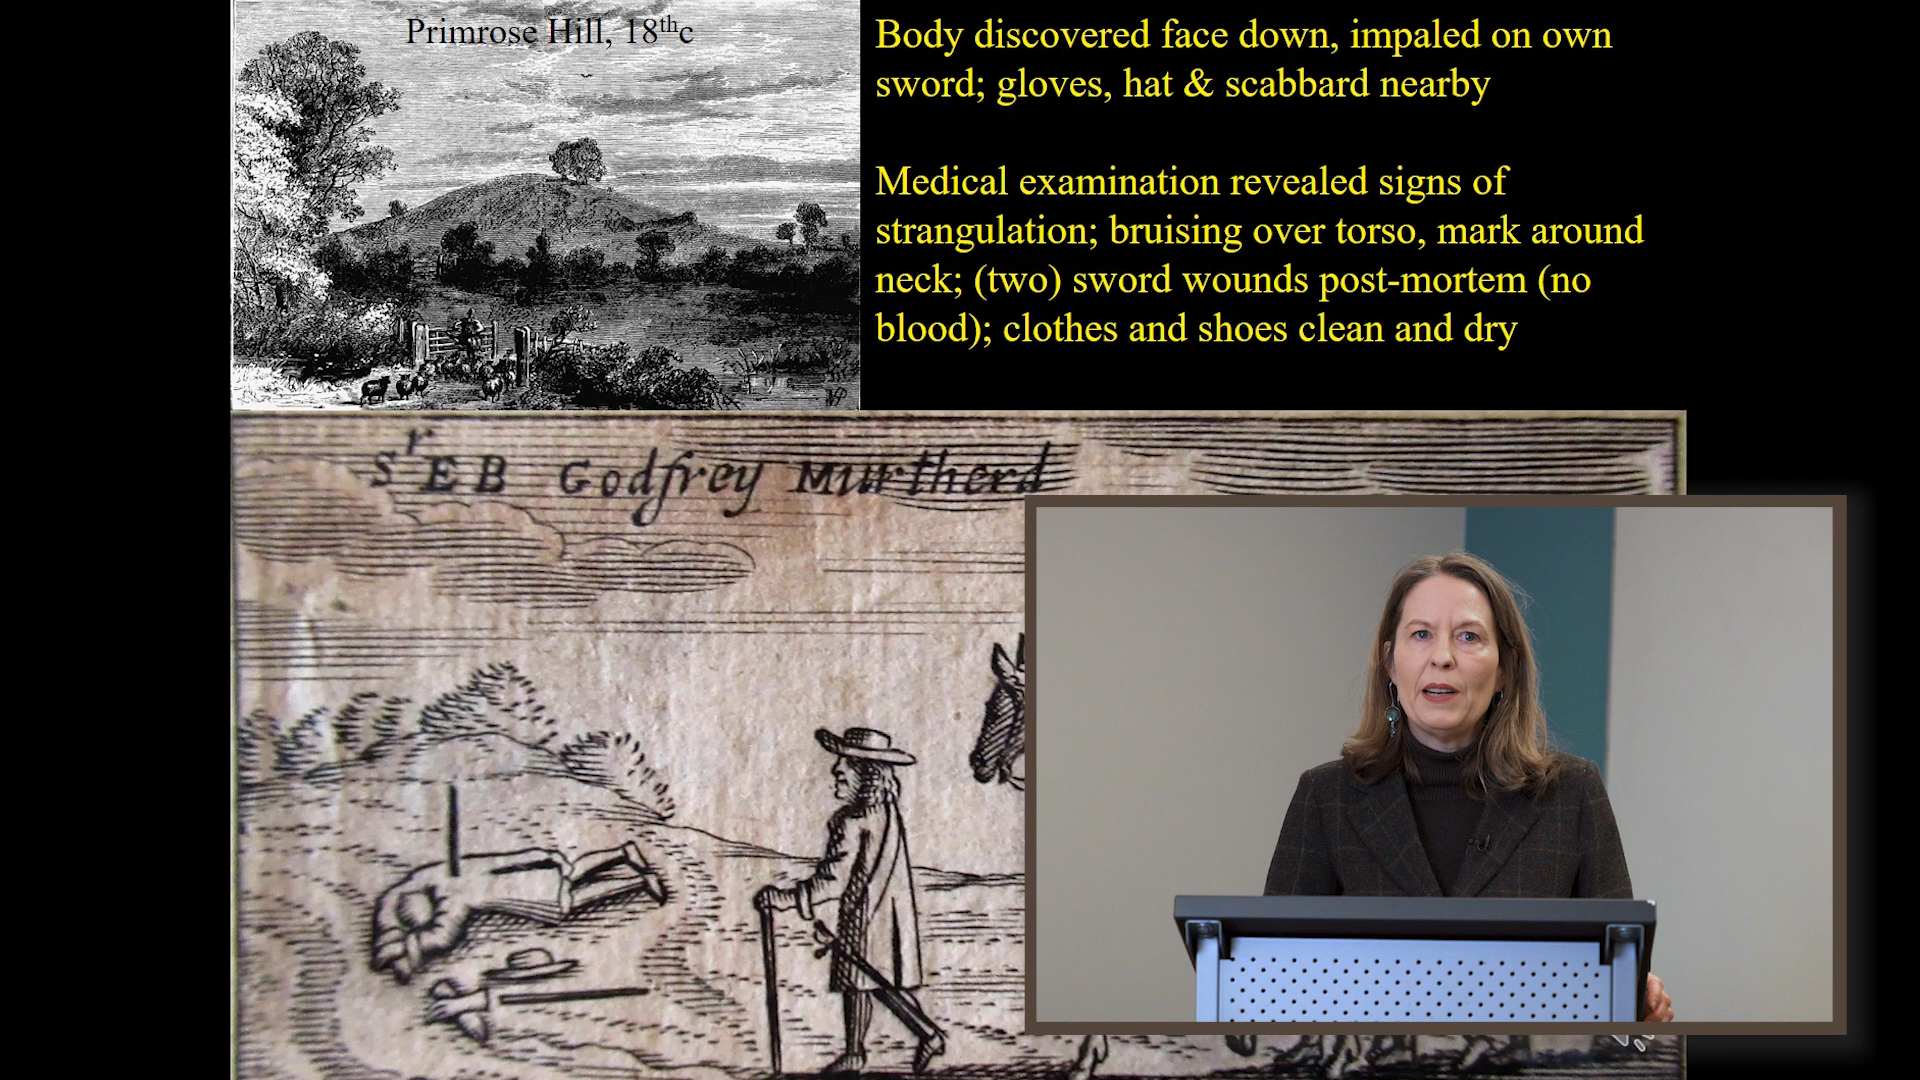 Primrose Hill, 18thc
Body discovered face down, impaled on own
sword; gloves, hat & scabbard nearby
Medical examination revealed signs of
strangulation; bruising over torso, mark around
neck; (two) sword wounds post-mortem (no
blood); clothes and shoes clean and dry
Sr E B Godfrey Murtherd